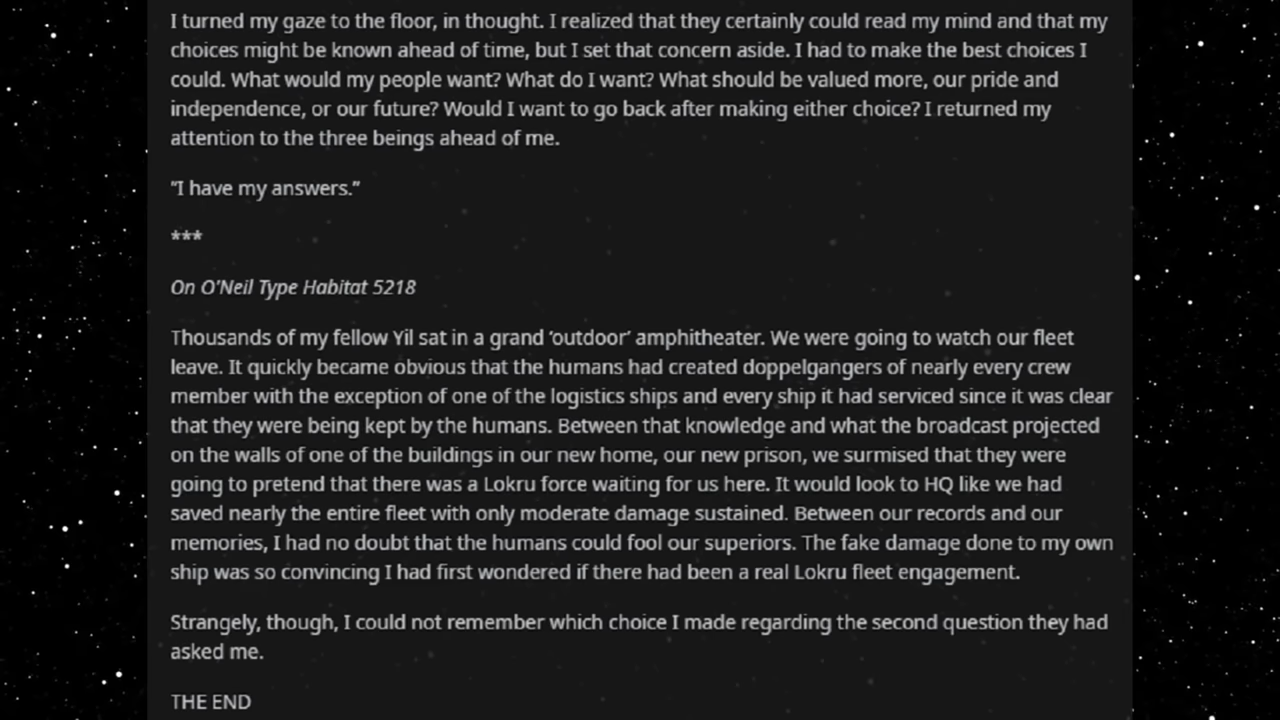 I turned my gaze to the floor, in thought. I realized that they certainly could read my mind and that my
choices might be known ahead of time, but I set that concern aside. I had to make the best choices I
could. What would my people want? What do I want? What should be valued more, our pride and
independence, or our future? Would I want to go back after making either choice? I returned my
attention to the three beings ahead of me.
"I have my answers."
***
On O'Neil Type Habitat 5218
Thousands of my fellow Yil sat in a grand ‘outdoor’ amphitheater. We were going to watch our fleet
leave. It quickly became obvious that the humans had created doppelgangers of nearly every crew
member with the exception of one of the logistics ships and every ship it had serviced since it was clear
that they were being kept by the humans. Between that knowledge and what the broadcast projected
on the walls of one of the buildings in our new home, our new prison, we surmised that they were
going to pretend that there was a Lokru force waiting for us here. It would look to HQ like we had
saved nearly the entire fleet with only moderate damage sustained. Between our records and our
memories, I had no doubt that the humans could fool our superiors. The fake damage done to my own
ship was so convincing I had first wondered if there had been a real Lokru fleet engagement.
Strangely, though, I could not remember which choice I made regarding the second question they had
asked me.
THE END